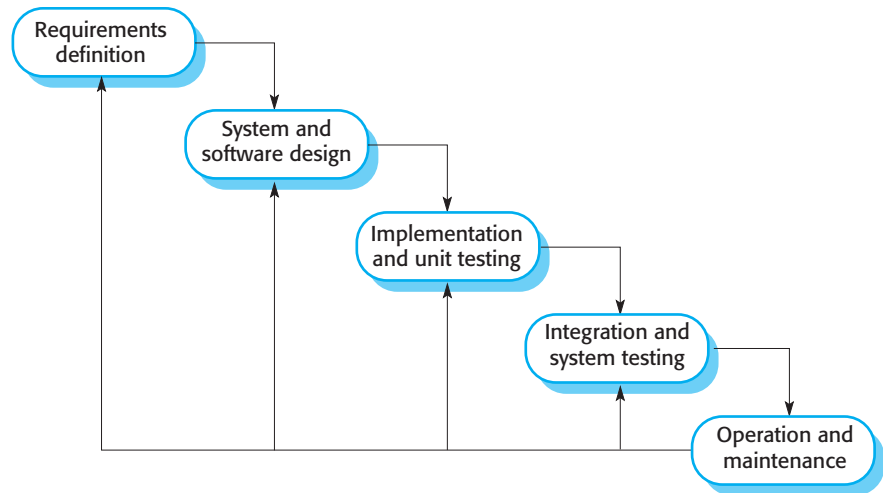 Requirements
definition
System and
software design
Implementation
and unit testing
Integration and
system testing
Operation and
maintenance